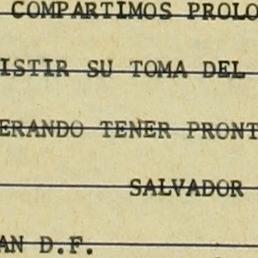 COMPARTIMOS PROLO
ISTIR SU TOMA DEL
ERANDO TENER PRONT
SALVADOR
AN D.F.